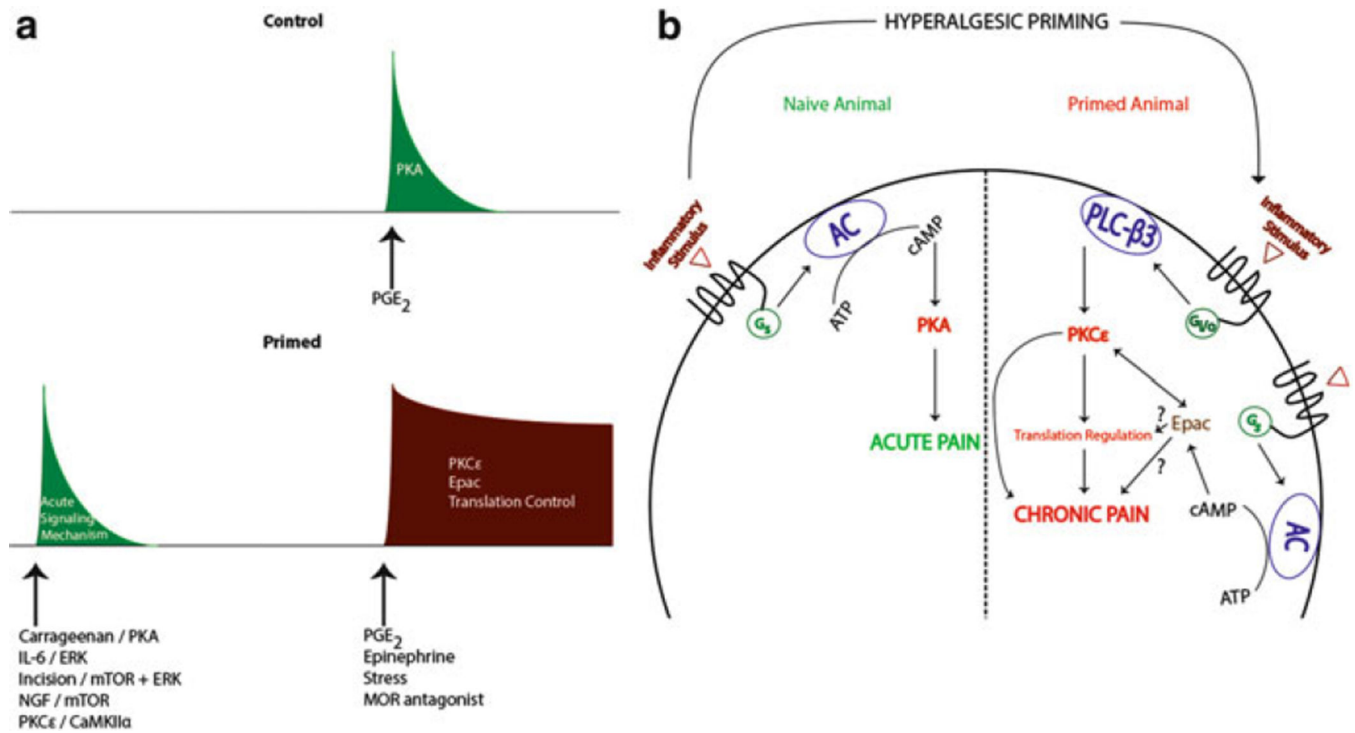 a
Control
PKA
PGE2
Primed
Acute
Signaling
Mechanism
PKCε
Epac
Translation Control
Carrageenan / PKA
IL-6 / ERK
Incision / mTOR + ERK
NGF / mTOR
PKCε / CaMKIIα
PGE2
Epinephrine
Stress
MOR antagonist
b
HYPERALGESIC PRIMING
Naive Animal
Primed Animal
Inflammatory
Stimulus
Gs
AC
ATP
cAMP
PKA
ACUTE PAIN
PLC-β3
Inflammatory
Stimulus
Gi/o
PKCε
Translation Regulation
?
Epac
?
CHRONIC PAIN
Gs
cAMP
AC
ATP